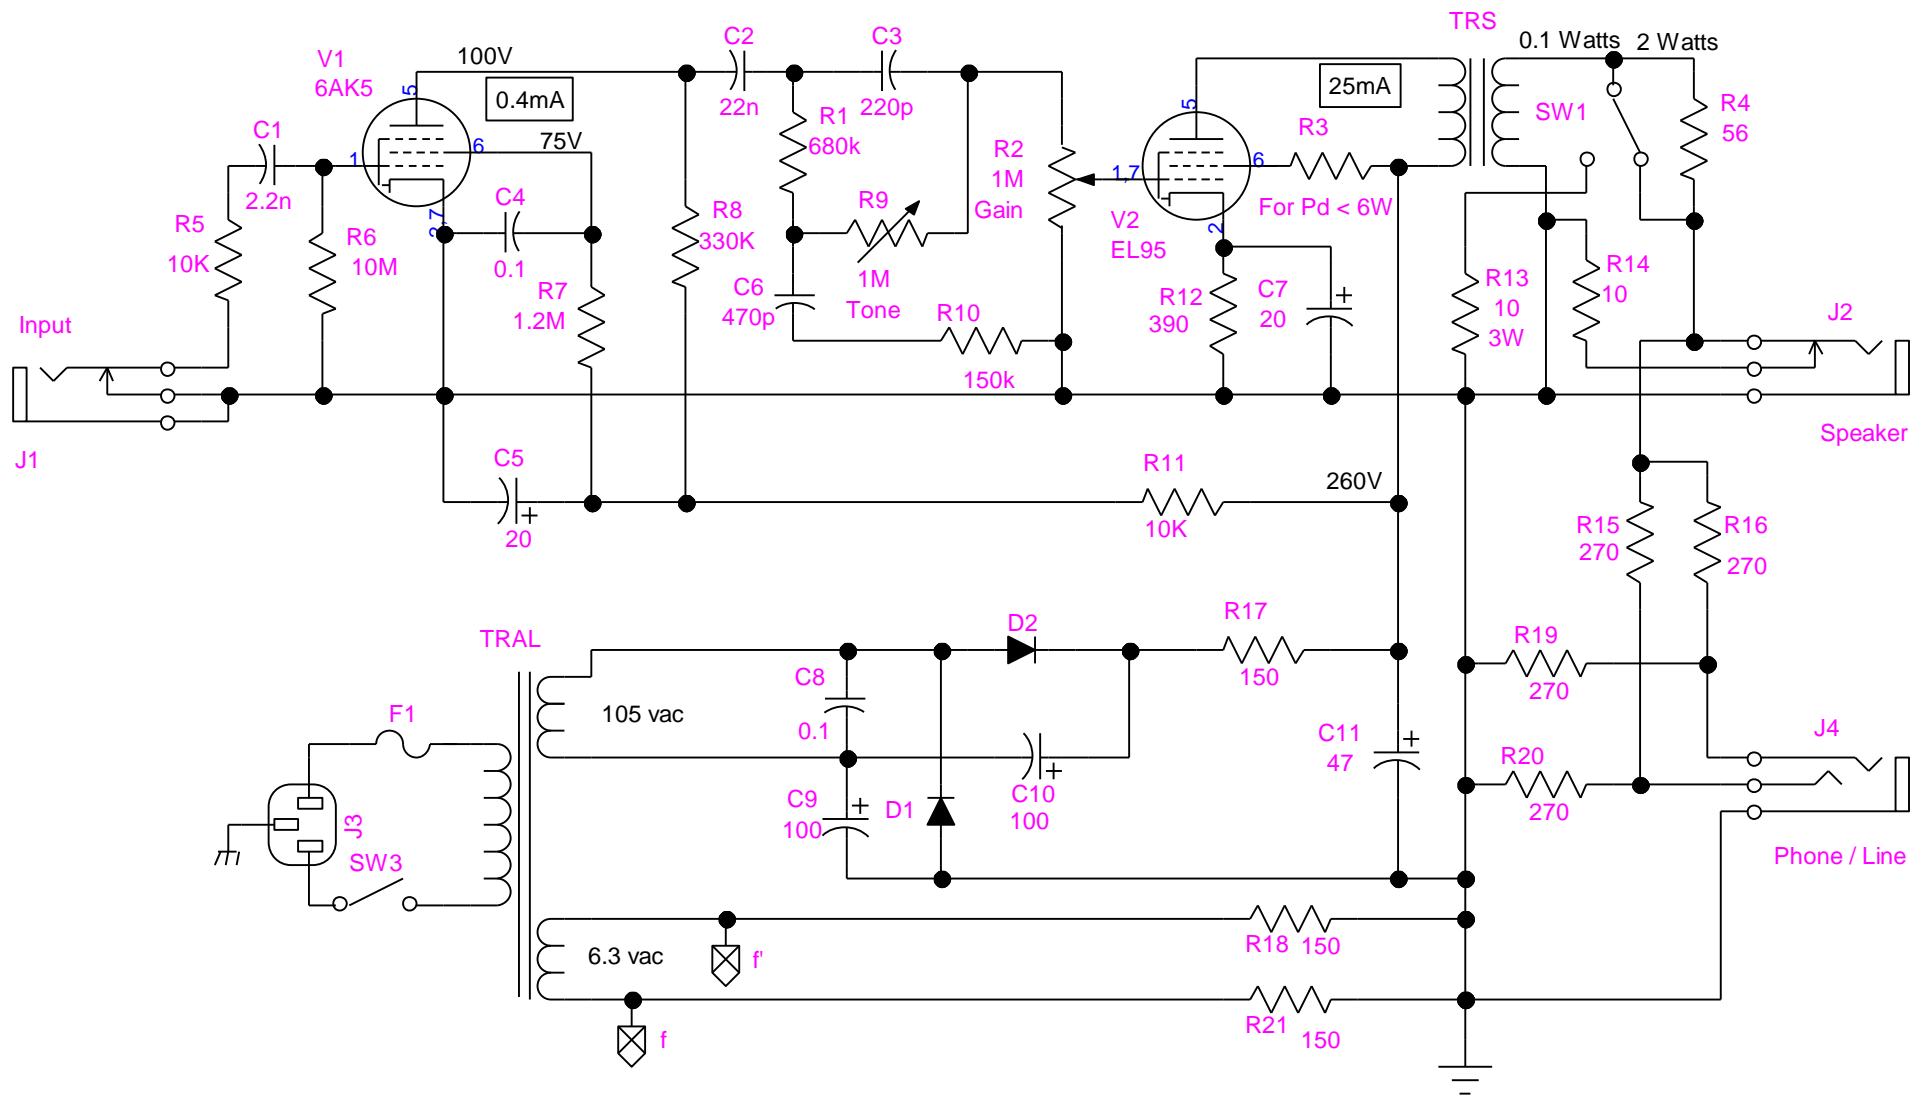 TRS
0.1 Watts
2 Watts
C2
C3
V1
6AK5
100V
5
0.4mA
22n
220p
5
25mA
R3
SW1
R4
56
C1
R1
680k
75V
6
1
R2
1M
Gain
1,7
6
2.2n
C4
R9
R8
330K
For Pd < 6W
V2
EL95
2
R5
10K
R6
10M
2,7
0.1
1M
Tone
R7
1.2M
C6
470p
R10
150k
R12
390
C7
20
+
R13
10
3W
R14
10
J2
Input
J1
Speaker
C5
+
20
R11
10K
260V
R15
270
R16
270
TRAL
D2
R17
150
R19
270
C8
0.1
105 vac
F1
C11
47
+
J4
C9
100
+
D1
C10
100
+
R20
270
J3
SW3
Phone / Line
6.3 vac
f'
R18
150
f
R21
150